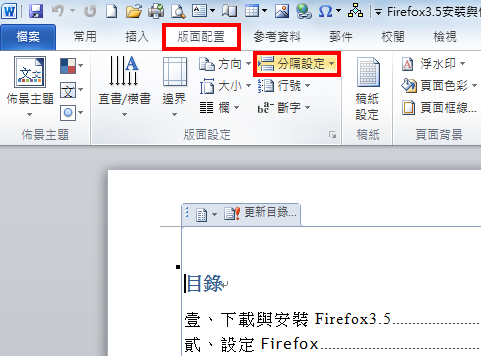 Firefox3.5安裝與
檔案 常用 插入 版面配置 參考資料 郵件 校閱 檢視
佈景主題 直書/橫書 邊界 方向 大小 欄 分隔設定 行號 斷字 稿紙設定 浮水印 頁面色彩 頁面框線...
佈景主題 版面設定 稿紙 頁面背景
更新目錄...
目錄
壹、下載與安裝 Firefox3.5
貳、設定 Firefox